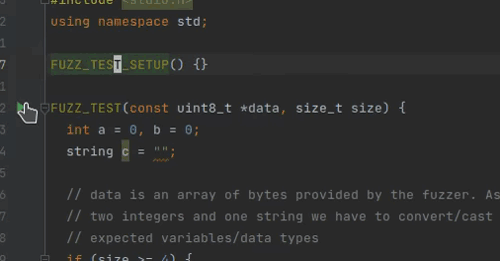 #include <stdio.h>
using namespace std;
FUZZ_TEST_SETUP() {}
FUZZ_TEST(const uint8_t *data, size_t size) {
int a = 0, b = 0;
string c = "";
// data is an array of bytes provided by the fuzzer. As
// two integers and one string we have to convert/cast
// expected variables/data types
if (size >= 4) {